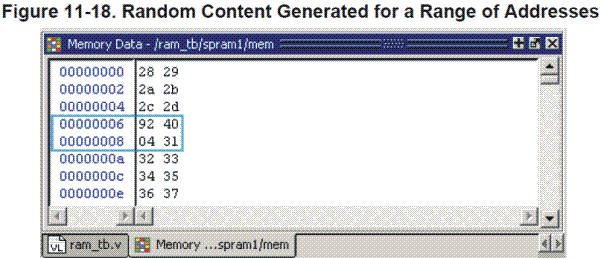 Figure 11-18. Random Content Generated for a Range of Addresses
Memory Data - /ram_tb/spram1/mem
00000000 28 29
00000002 2a 2b
00000004 2c 2d
00000006 92 40
00000008 04 31
0000000a 32 33
0000000c 34 35
0000000e 36 37
ram_tb.v Memory ...spram1/mem